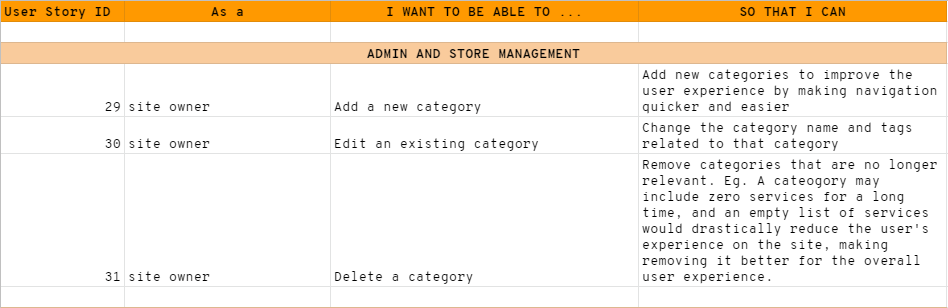 User Story ID As a I WANT TO BE ABLE TO ... SO THAT I CAN
ADMIN AND STORE MANAGEMENT
Add new categories to improve the
user experience by making navigation
29 site owner Add a new category quicker and easier
Change the category name and tags
30 site owner Edit an existing category related to that category
Remove categories that are no longer
relevant. Eg. A cateogory may
include zero services for a long
time, and an empty list of services
would drastically reduce the user's
experience on the site, making
removing it better for the overall
31 site owner Delete a category user experience.